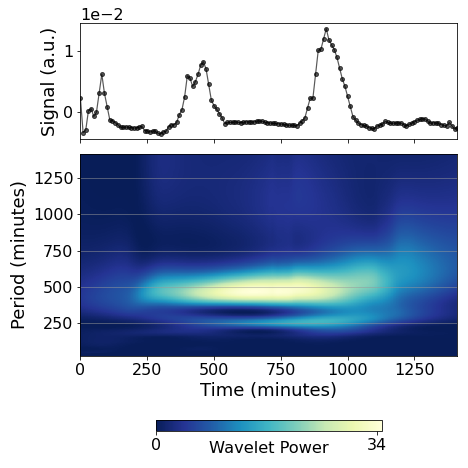 1e−2
Signal (a.u.)
1
0
Period (minutes)
1250
1000
750
500
250
0 250 500 750 1000 1250
Time (minutes)
0 34
Wavelet Power